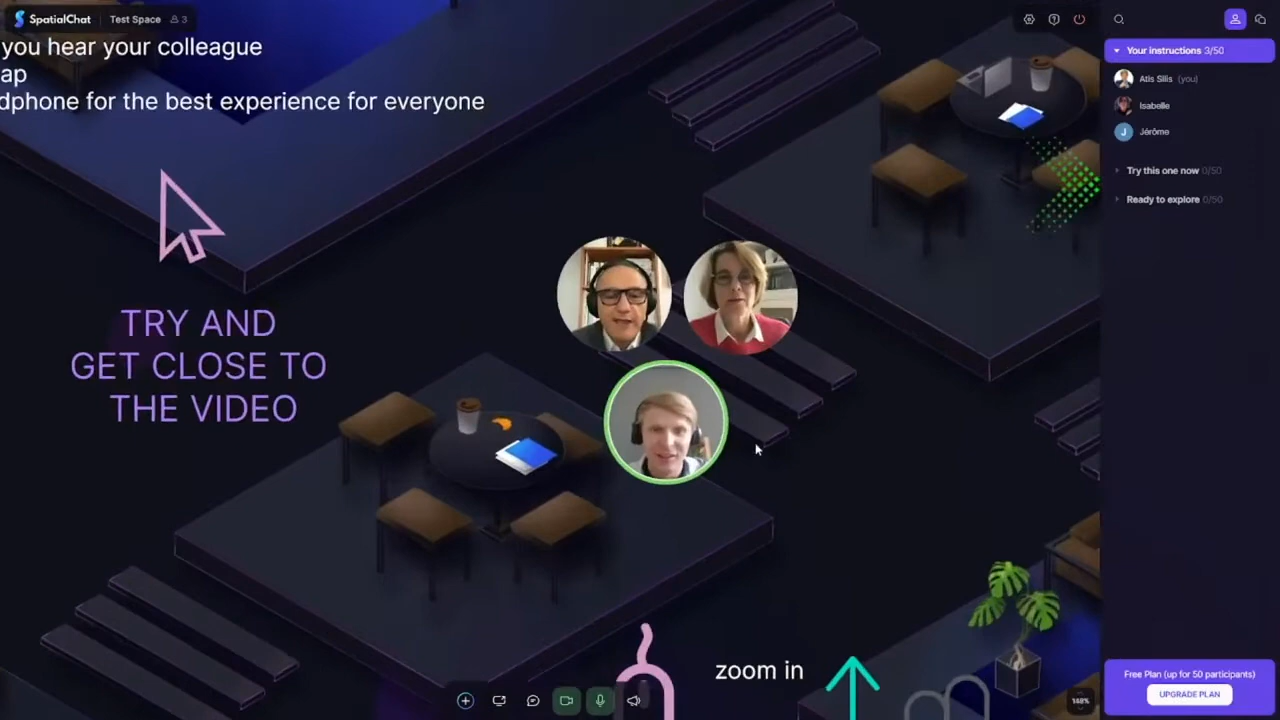 SpatialChat
Test Space 3
you hear your colleague
ap
dphone for the best experience for everyone
TRY AND
GET CLOSE TO
THE VIDEO
zoom in
168%
Your instructions 3/50
Atis Silis (you)
Isabelle
J
Jérôme
Try this one now 0/50
Ready to explore 0/50
Free Plan (up for 50 participants)
UPGRADE PLAN